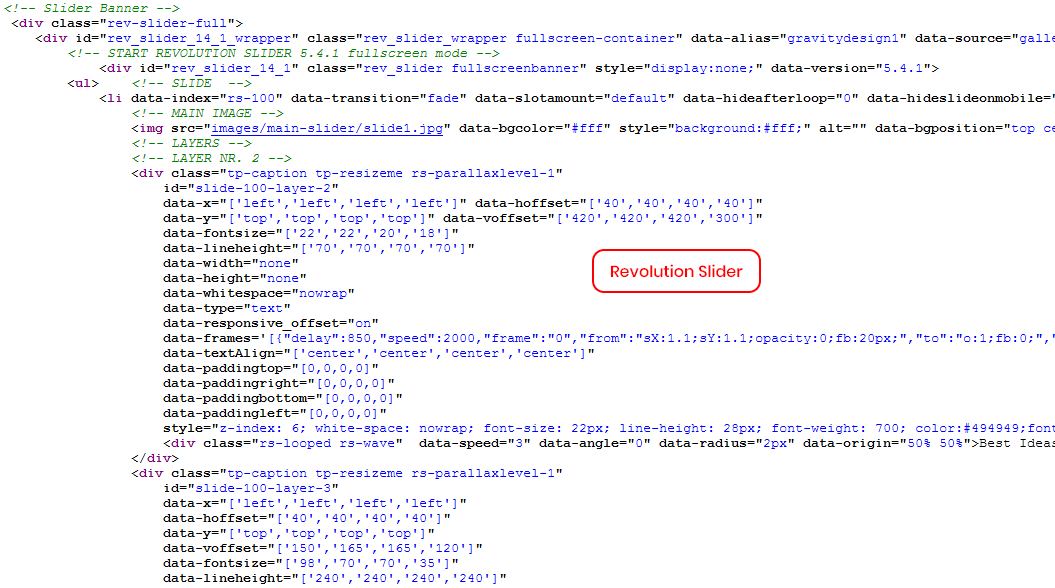 <!-- Slider Banner -->
<div class="rev-slider-full">
<div id="rev_slider_14_1_wrapper" class="rev_slider_wrapper fullscreen-container" data-alias="gravitydesign1" data-source="galle
<!-- START REVOLUTION SLIDER 5.4.1 fullscreen mode -->
<div id="rev_slider_14_1" class="rev_slider fullscreenbanner" style="display:none;" data-version="5.4.1">
<ul> <!-- SLIDE -->
<li data-index="rs-100" data-transition="fade" data-slotamount="default" data-hideafterloop="0" data-hideslideonmobile="
<!-- MAIN IMAGE -->
<img src="images/main-slider/slide1.jpg" data-bgcolor="#fff" style="background:#fff;" alt="" data-bgposition="top ce
<!-- LAYERS -->
<!-- LAYER NR. 2 -->
<div class="tp-caption tp-resizeme rs-parallaxlevel-1"
id="slide-100-layer-2"
data-x="['left','left','left','left']" data-hoffset="['40','40','40','40']"
data-y="['top','top','top','top']" data-voffset="['420','420','420','300']"
data-fontsize="['22','22','20','18']"
data-lineheight="['70','70','70','70']"
data-width="none"
Revolution Slider
data-height="none"
data-whitespace="nowrap"
data-type="text"
data-responsive_offset="on"
data-frames='[{"delay":850,"speed":2000,"frame":"0","from":"sX:1.1;sY:1.1;opacity:0;fb:20px;","to":"o:1;fb:0;","
data-textAlign="['center','center','center','center']"
data-paddingtop="[0,0,0,0]"
data-paddingright="[0,0,0,0]"
data-paddingbottom="[0,0,0,0]"
data-paddingleft="[0,0,0,0]"
style="z-index: 6; white-space: nowrap; font-size: 22px; line-height: 28px; font-weight: 700; color:#494949;font
<div class="rs-looped rs-wave" data-speed="3" data-angle="0" data-radius="2px" data-origin="50% 50%">Best Ideas
</div>
<div class="tp-caption tp-resizeme rs-parallaxlevel-1"
id="slide-100-layer-3"
data-x="['left','left','left','left']"
data-hoffset="['40','40','40','40']"
data-y="['top','top','top','top']"
data-voffset="['150','165','165','120']"
data-fontsize="['98','70','70','35']"
data-lineheight="['240','240','240','240']"